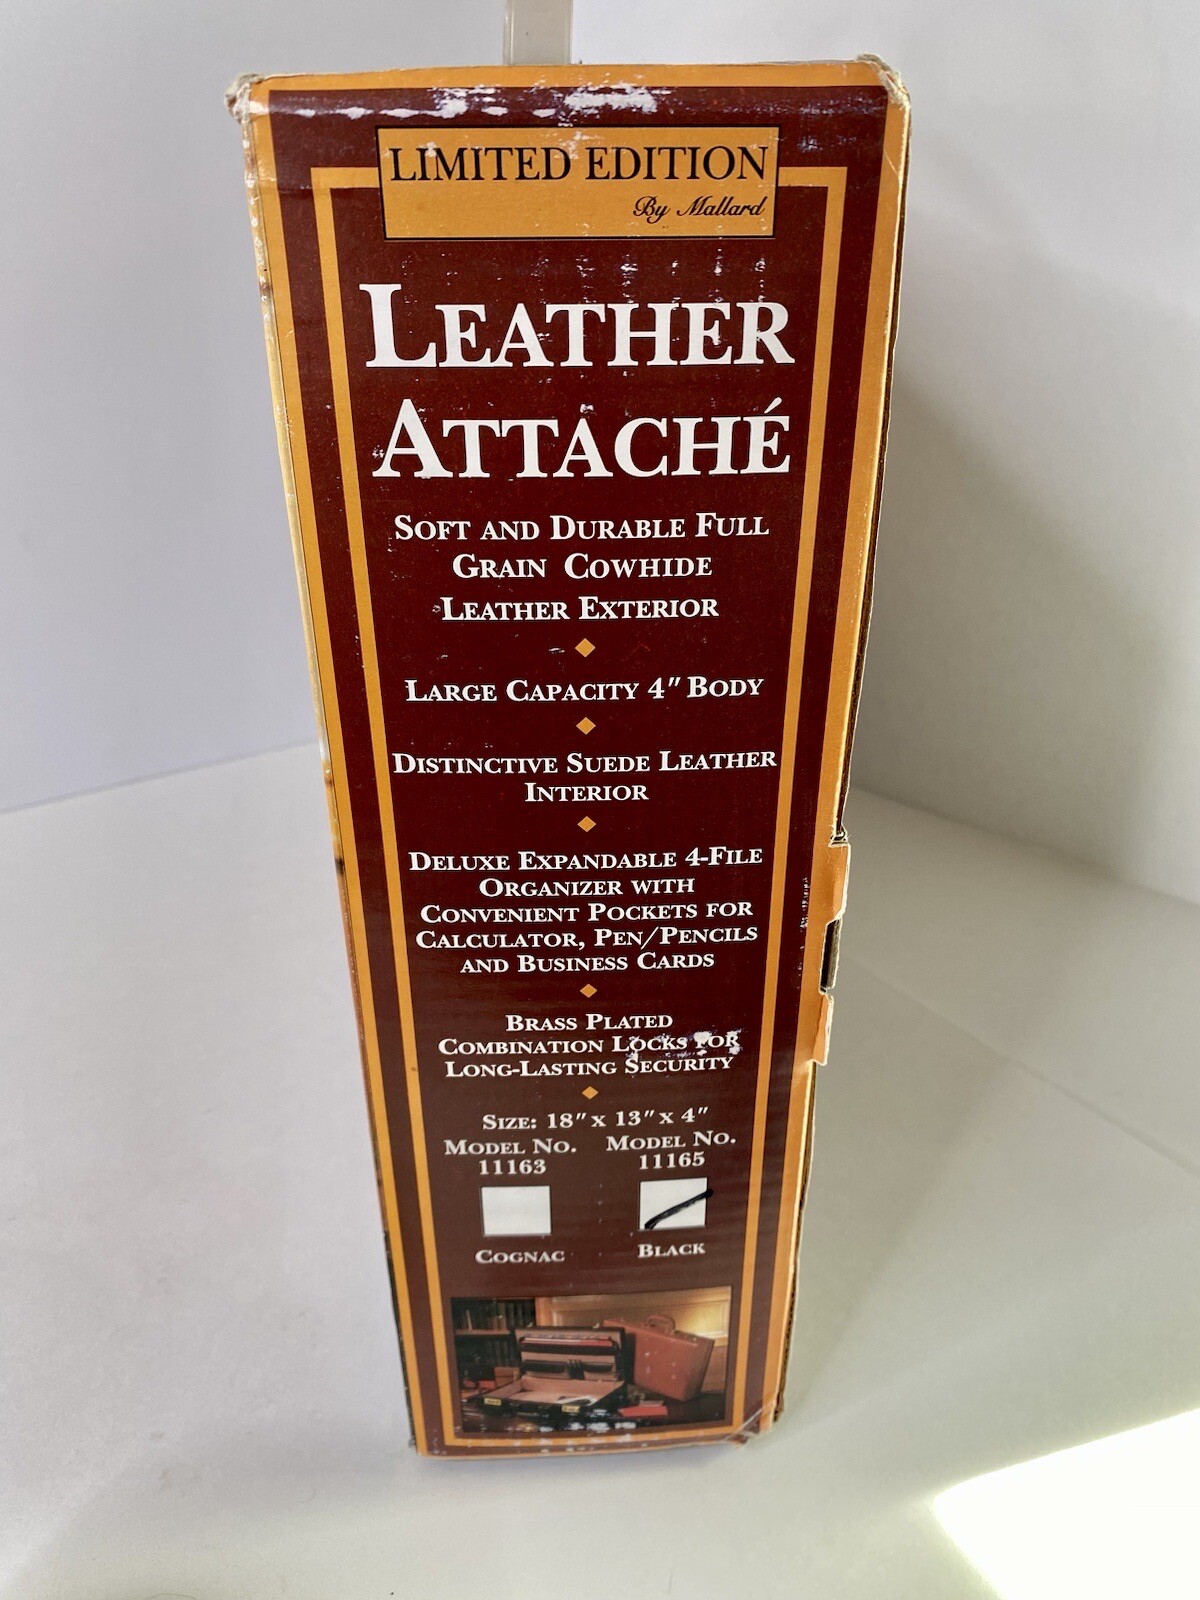 LIMITED EDITION
By Mallard
LEATHER
ATTACHÉ
SOFT AND DURABLE FULL
GRAIN COWHIDE
LEATHER EXTERIOR
LARGE CAPACITY 4" BODY
DISTINCTIVE SUEDE LEATHER
INTERIOR
DELUXE EXPANDABLE 4-FILE
ORGANIZER WITH
CONVENIENT POCKETS FOR
CALCULATOR, PEN/PENCILS
AND BUSINESS CARDS
BRASS PLATED
COMBINATION LOCKS FOR
LONG-LASTING SECURITY
SIZE: 18" X 13" X 4"
MODEL NO. MODEL NO.
11163 11165
COGNAC BLACK